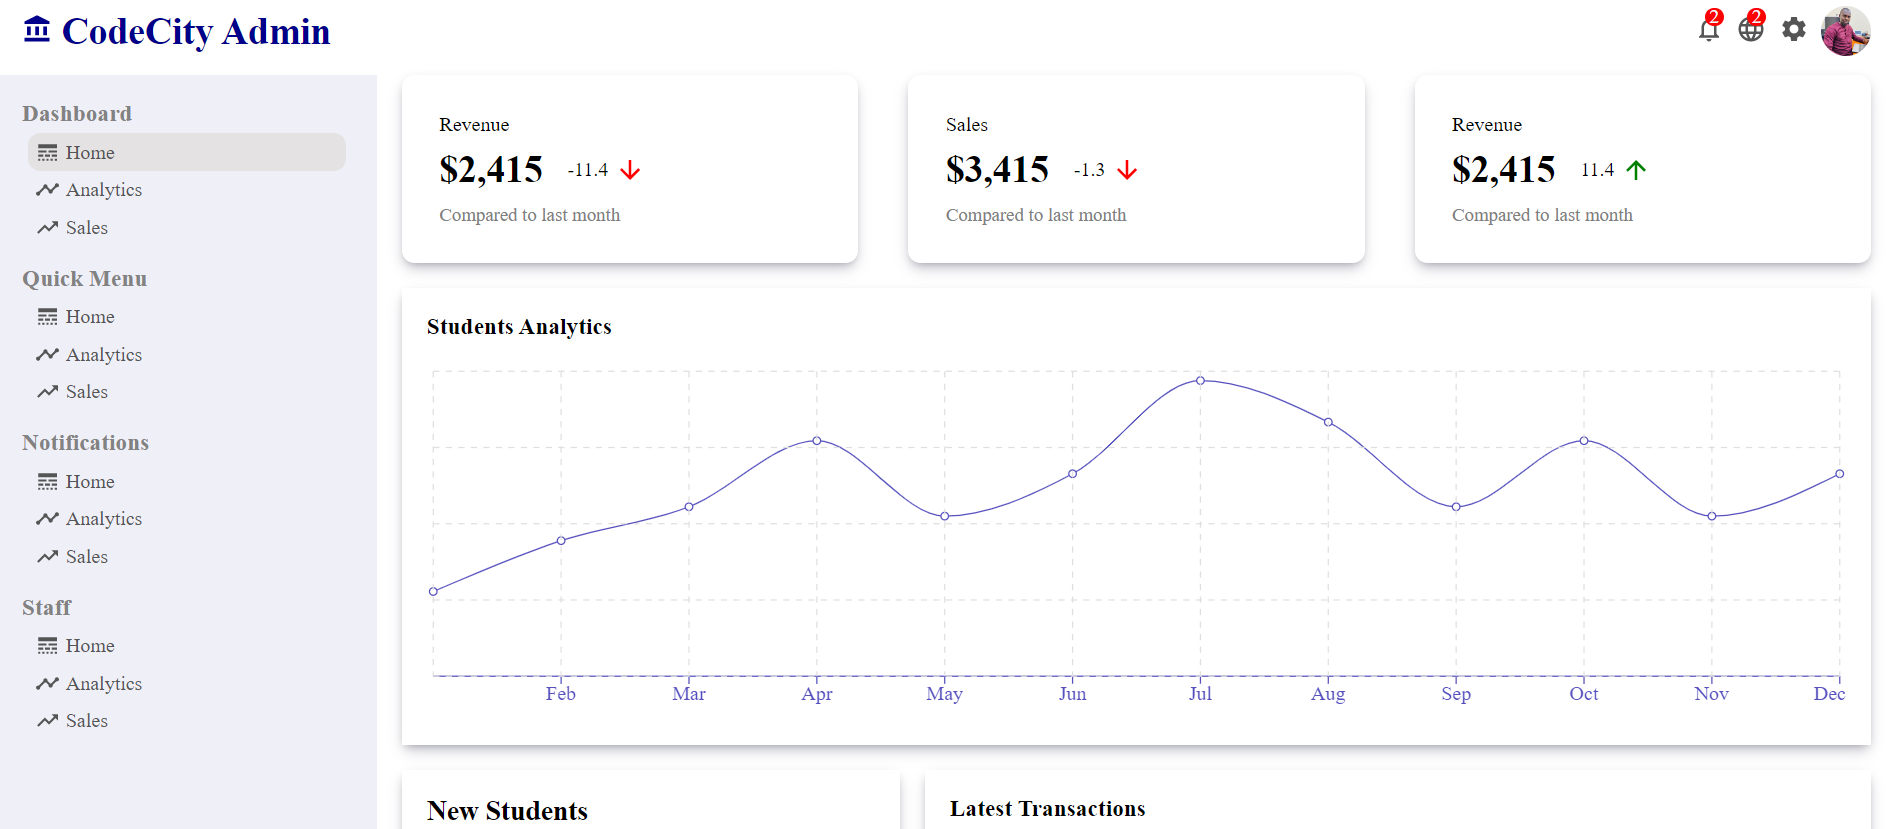 CodeCity Admin
2
2
Dashboard
Home
Analytics
Sales
Quick Menu
Home
Analytics
Sales
Notifications
Home
Analytics
Sales
Staff
Home
Analytics
Sales
Revenue
$2,415 -11.4
Compared to last month
Sales
$3,415 -1.3
Compared to last month
Revenue
$2,415 11.4
Compared to last month
Students Analytics
Feb Mar Apr May Jun Jul Aug Sep Oct Nov Dec
New Students
Latest Transactions